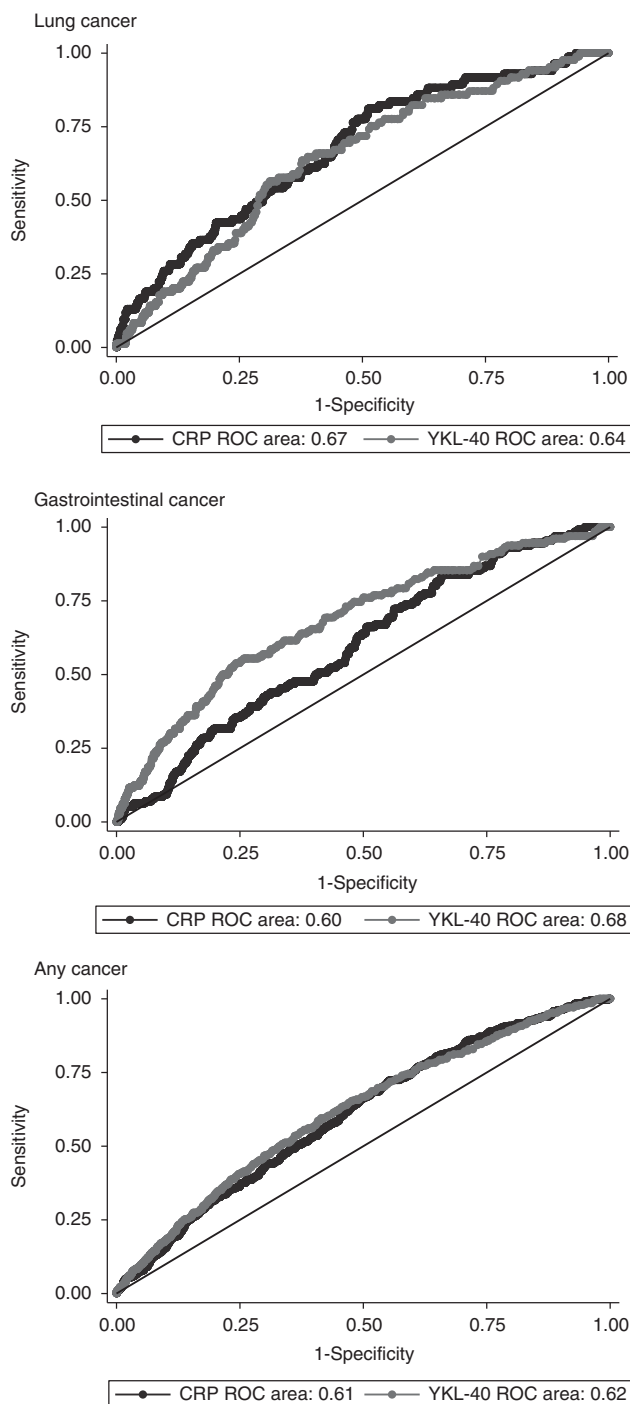 Lung cancer
1.00
0.75
0.50
0.25
0.00
Sensitivity
0.00 0.25 0.50 0.75 1.00
1-Specificity
CRP ROC area: 0.67 YKL-40 ROC area: 0.64
Gastrointestinal cancer
1.00
0.75
0.50
0.25
0.00
Sensitivity
0.00 0.25 0.50 0.75 1.00
1-Specificity
CRP ROC area: 0.60 YKL-40 ROC area: 0.68
Any cancer
1.00
0.75
0.50
0.25
0.00
Sensitivity
0.00 0.25 0.50 0.75 1.00
1-Specificity
CRP ROC area: 0.61 YKL-40 ROC area: 0.62